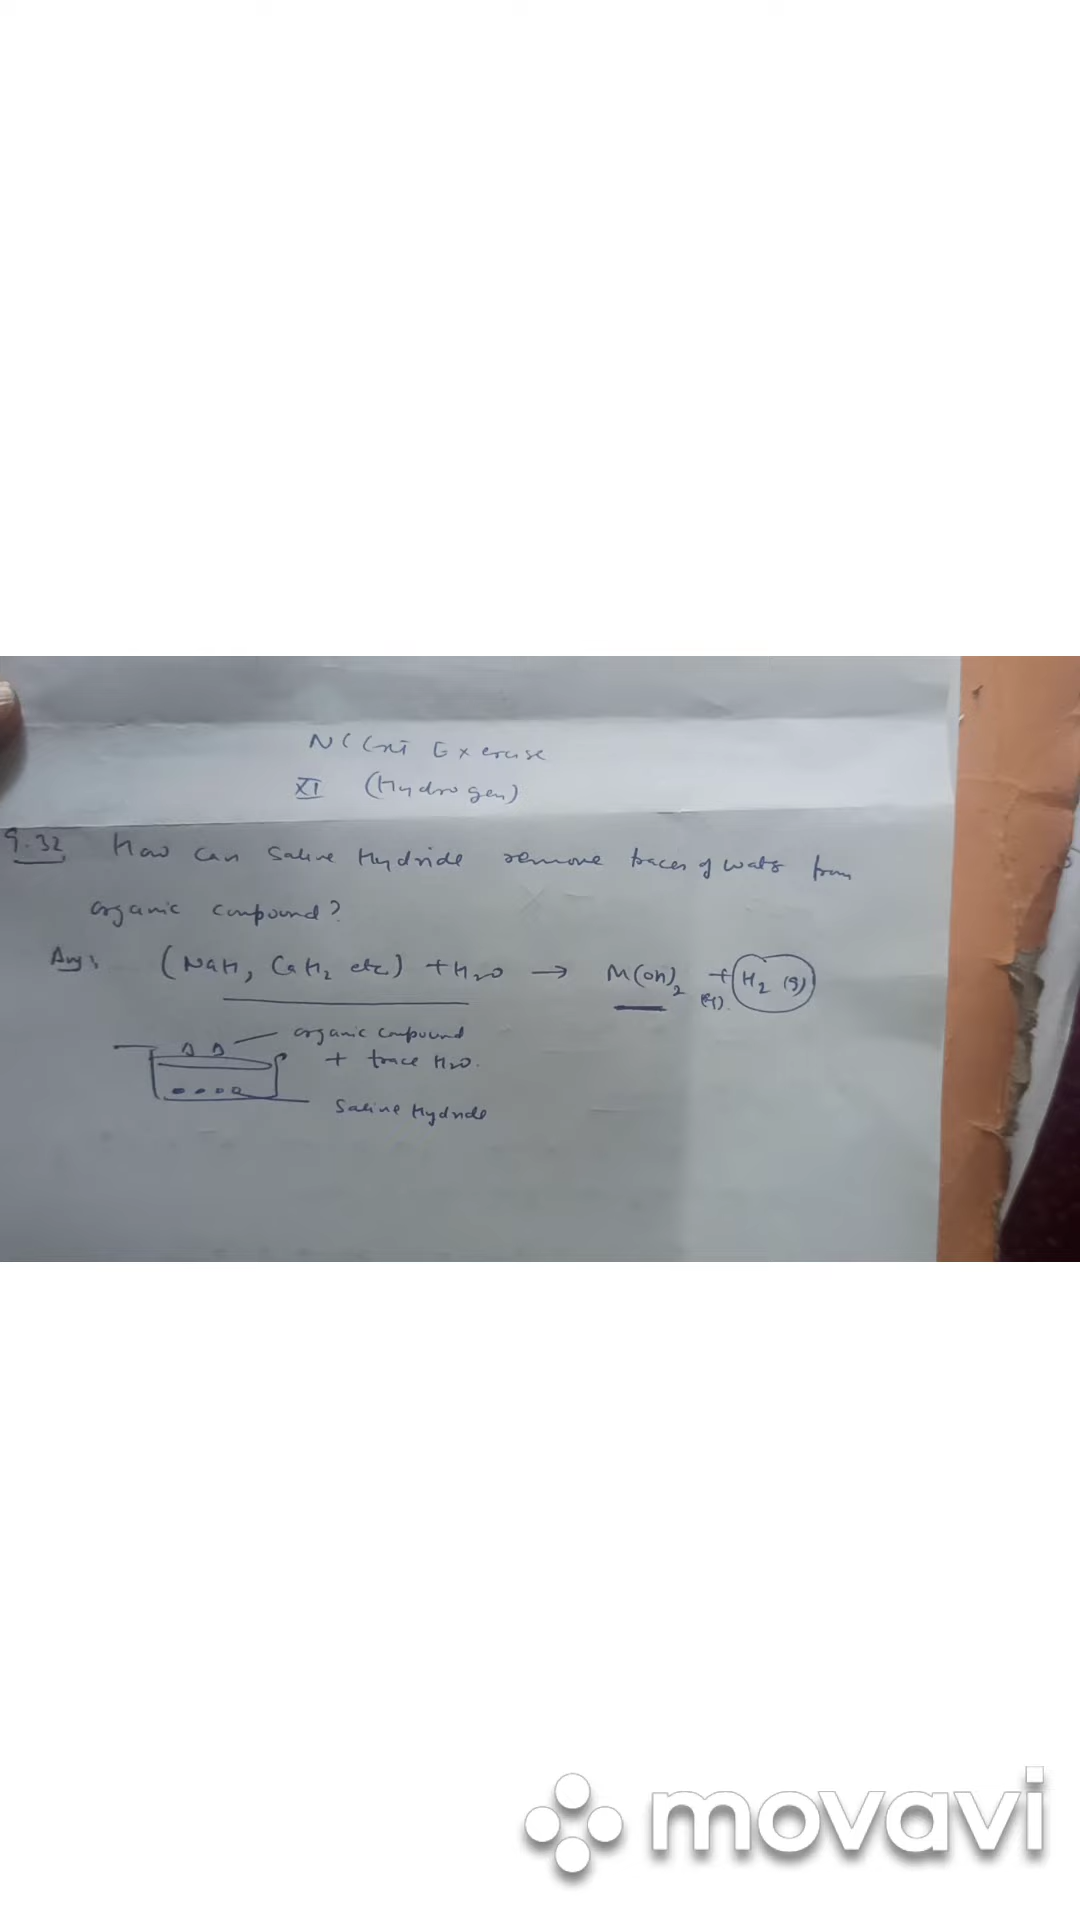 NCERT Exercise
XI (Hydrogen)
9.32 How can Saline Hydride remove traces of water from
organic compound?
Ans: (NaH, CaH2 etc.) + H2O → M(OH)2 + H2 (g)
organic compound
+ trace H2O.
Saline Hydride
movavi